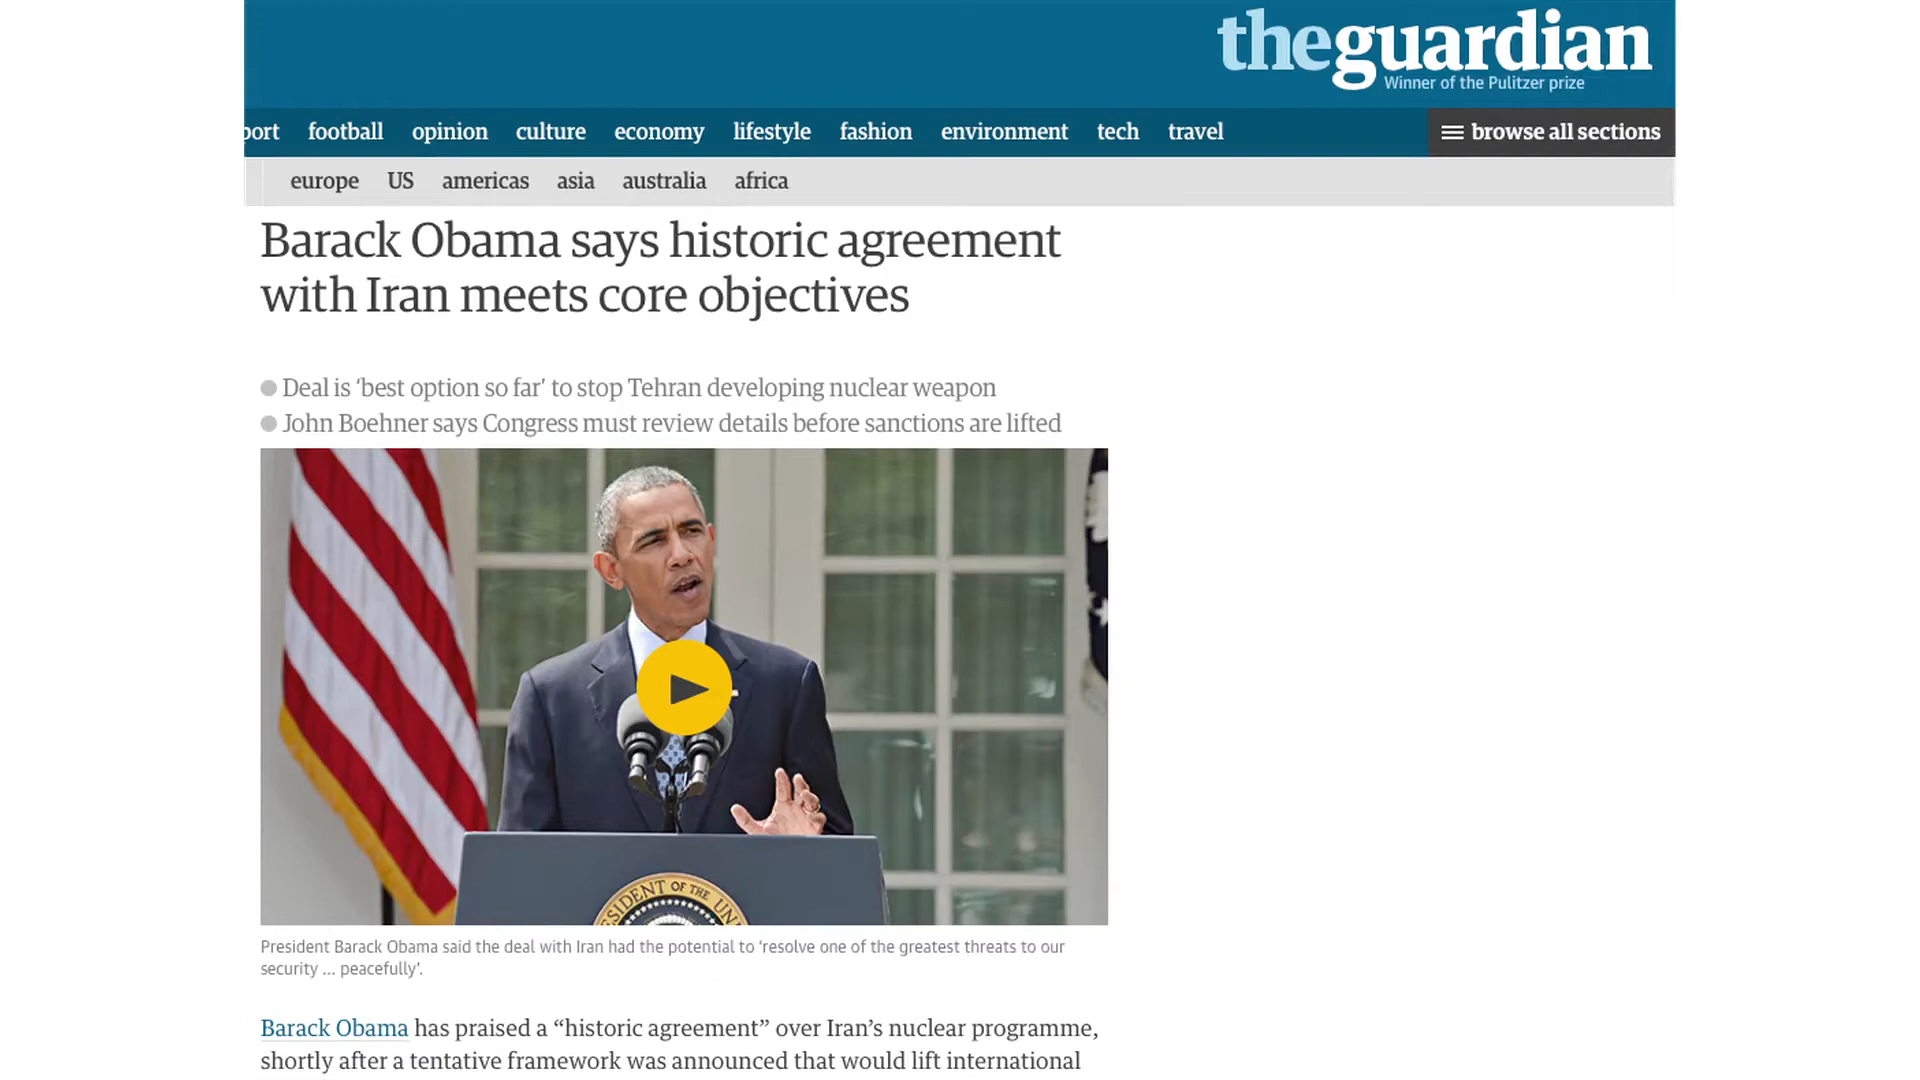 theguardian
Winner of the Pulitzer prize
port football opinion culture economy lifestyle fashion environment tech travel browse all sections
europe US americas asia australia africa
Barack Obama says historic agreement
with Iran meets core objectives
Deal is ‘best option so far’ to stop Tehran developing nuclear weapon
John Boehner says Congress must review details before sanctions are lifted
SIDENT OF THE UN
President Barack Obama said the deal with Iran had the potential to ‘resolve one of the greatest threats to our
security ... peacefully’.
Barack Obama has praised a “historic agreement” over Iran’s nuclear programme,
shortly after a tentative framework was announced that would lift international